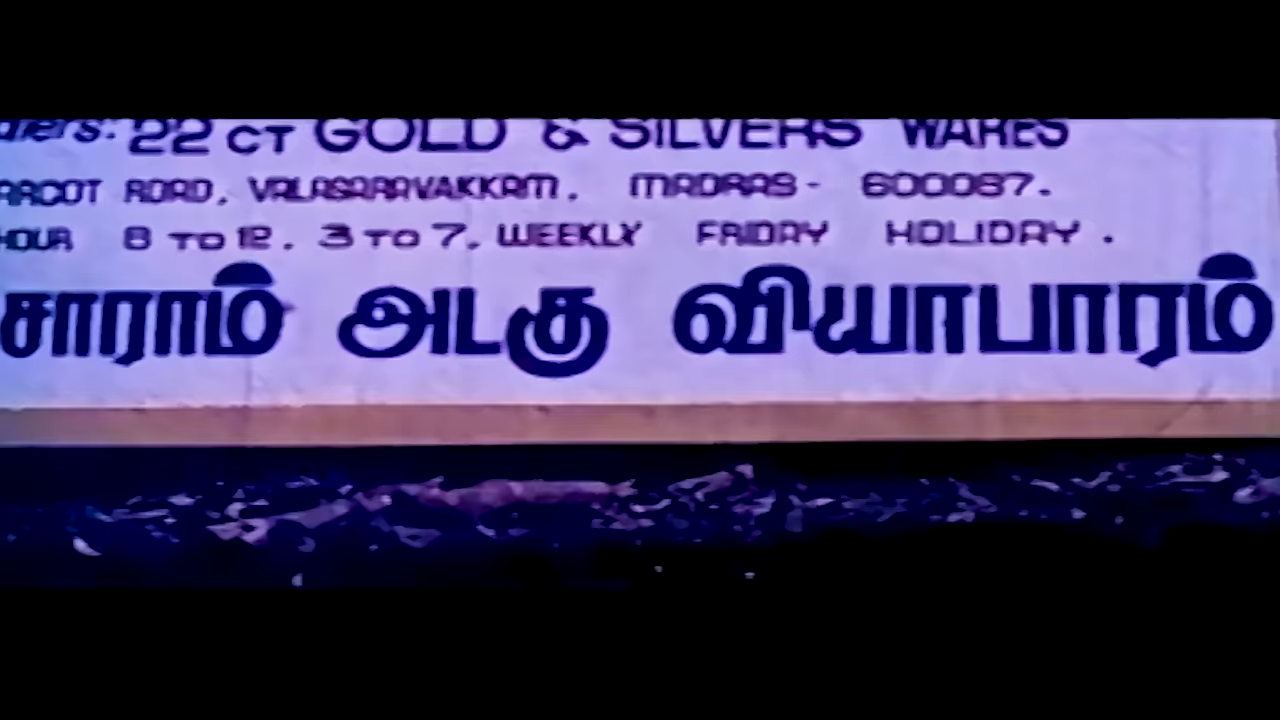 22 CT GOLD & SILVERS WARES
ARCOT ROAD, VALASARAVAKKAM. MADRAS - 600087.
HOUR 8 TO 12. 3 TO 7. WEEKLY FRIDAY HOLIDAY.
சாராம் அடகு வியாபாரம்